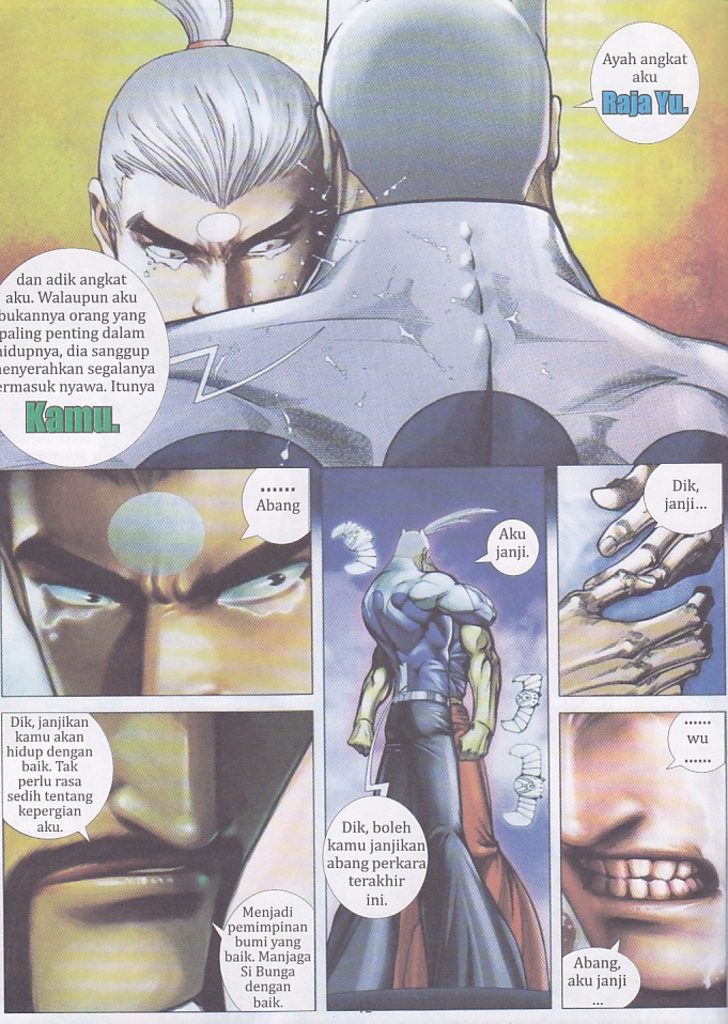 Ayah angkat
aku
Raja Yu.
dan adik angkat
aku. Walaupun aku
bukannya orang yang
paling penting dalam
hidupnya, dia sanggup
menyerahkan segalanya
termasuk nyawa. Itunya
Kamu.
......
Abang
Aku
janji.
Dik,
janji...
Dik, janjikan
kamu akan
hidup dengan
baik. Tak
perlu rasa
sedih tentang
kepergian
aku.
Menjadi
pemimpinan
bumi yang
baik. Manjaga
Si Bunga
dengan
baik.
Dik, boleh
kamu janjikan
abang perkara
terakhir
ini.
......
wu
......
Abang,
aku janji
...